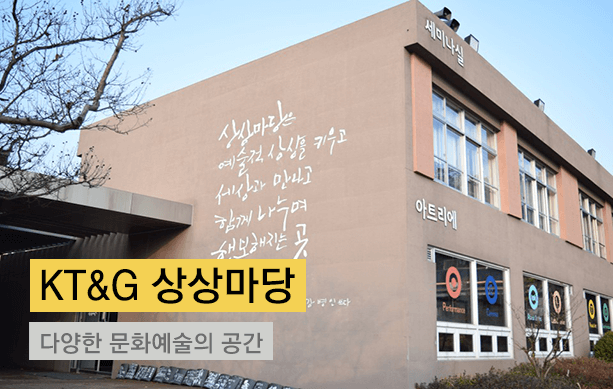 세미나실
상상마당은
예술적 상상을 키우고
세상과 만나고
함께 나누며
행복해지는 곳
아트리에
KT&G 상상마당
다양한 문화예술의 공간
Performance